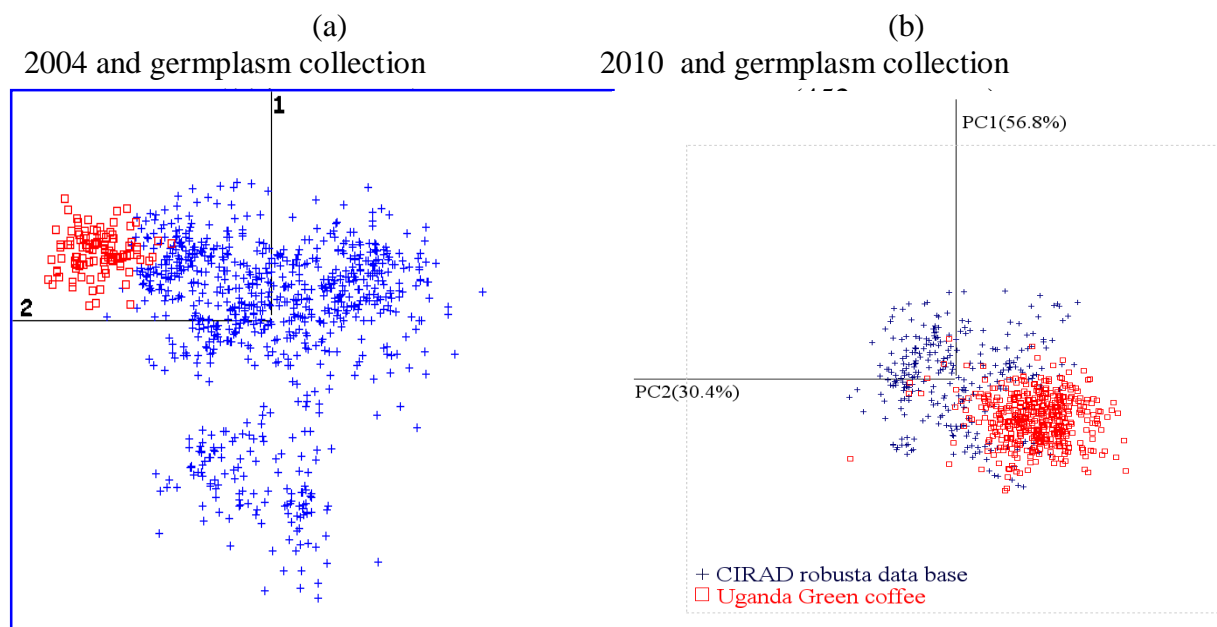 (a)
(b)
2004 and germplasm collection
2010 and germplasm collection
1
PC1(56.8%)
2
PC2(30.4%)
+ CIRAD robusta data base
□ Uganda Green coffee